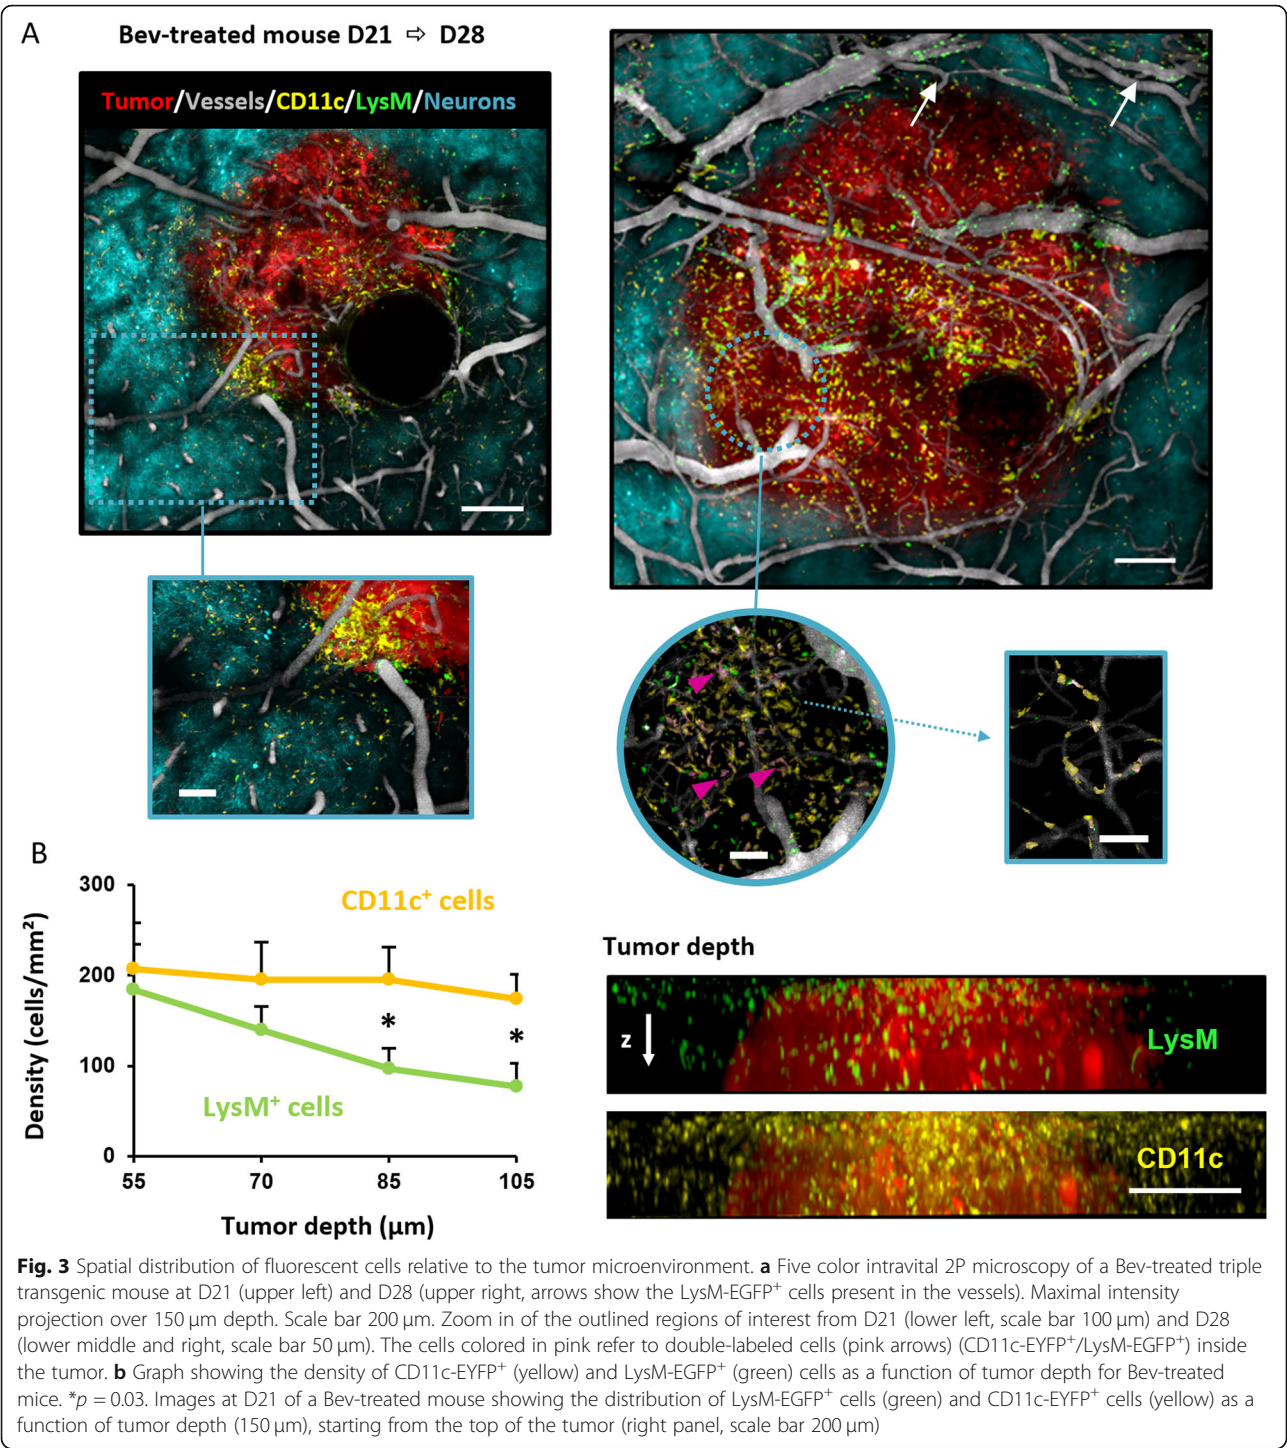 A
Bev-treated mouse D21 ⇨ D28
Tumor/Vessels/CD11c/LysM/Neurons
B
300
200
100
0
55 70 85 105
Density (cells/mm²)
Tumor depth (µm)
CD11c⁺ cells
LysM⁺ cells
*
*
Tumor depth
z
LysM
CD11c
Fig. 3 Spatial distribution of fluorescent cells relative to the tumor microenvironment. a Five color intravital 2P microscopy of a Bev-treated triple
transgenic mouse at D21 (upper left) and D28 (upper right, arrows show the LysM-EGFP⁺ cells present in the vessels). Maximal intensity
projection over 150 µm depth. Scale bar 200 µm. Zoom in of the outlined regions of interest from D21 (lower left, scale bar 100 µm) and D28
(lower middle and right, scale bar 50 µm). The cells colored in pink refer to double-labeled cells (pink arrows) (CD11c-EYFP⁺/LysM-EGFP⁺) inside
the tumor. b Graph showing the density of CD11c-EYFP⁺ (yellow) and LysM-EGFP⁺ (green) cells as a function of tumor depth for Bev-treated
mice. *p = 0.03. Images at D21 of a Bev-treated mouse showing the distribution of LysM-EGFP⁺ cells (green) and CD11c-EYFP⁺ cells (yellow) as a
function of tumor depth (150 µm), starting from the top of the tumor (right panel, scale bar 200 µm)